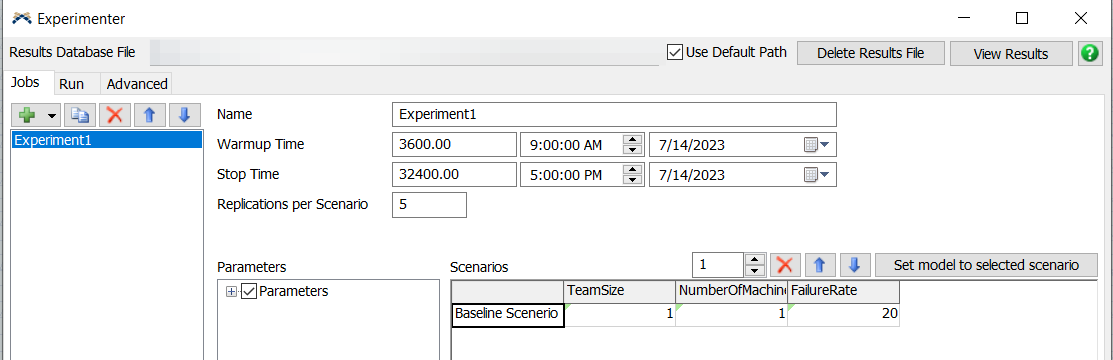 Experimenter
Results Database File Use Default Path Delete Results File View Results ?
Jobs Run Advanced
Name Experiment1
Experiment1
Warmup Time 3600.00 9:00:00 AM 7/14/2023
Stop Time 32400.00 5:00:00 PM 7/14/2023
Replications per Scenario 5
Parameters Scenarios 1 Set model to selected scenario
Parameters
TeamSize NumberOfMachine FailureRate
Baseline Scenerio 1 1 20